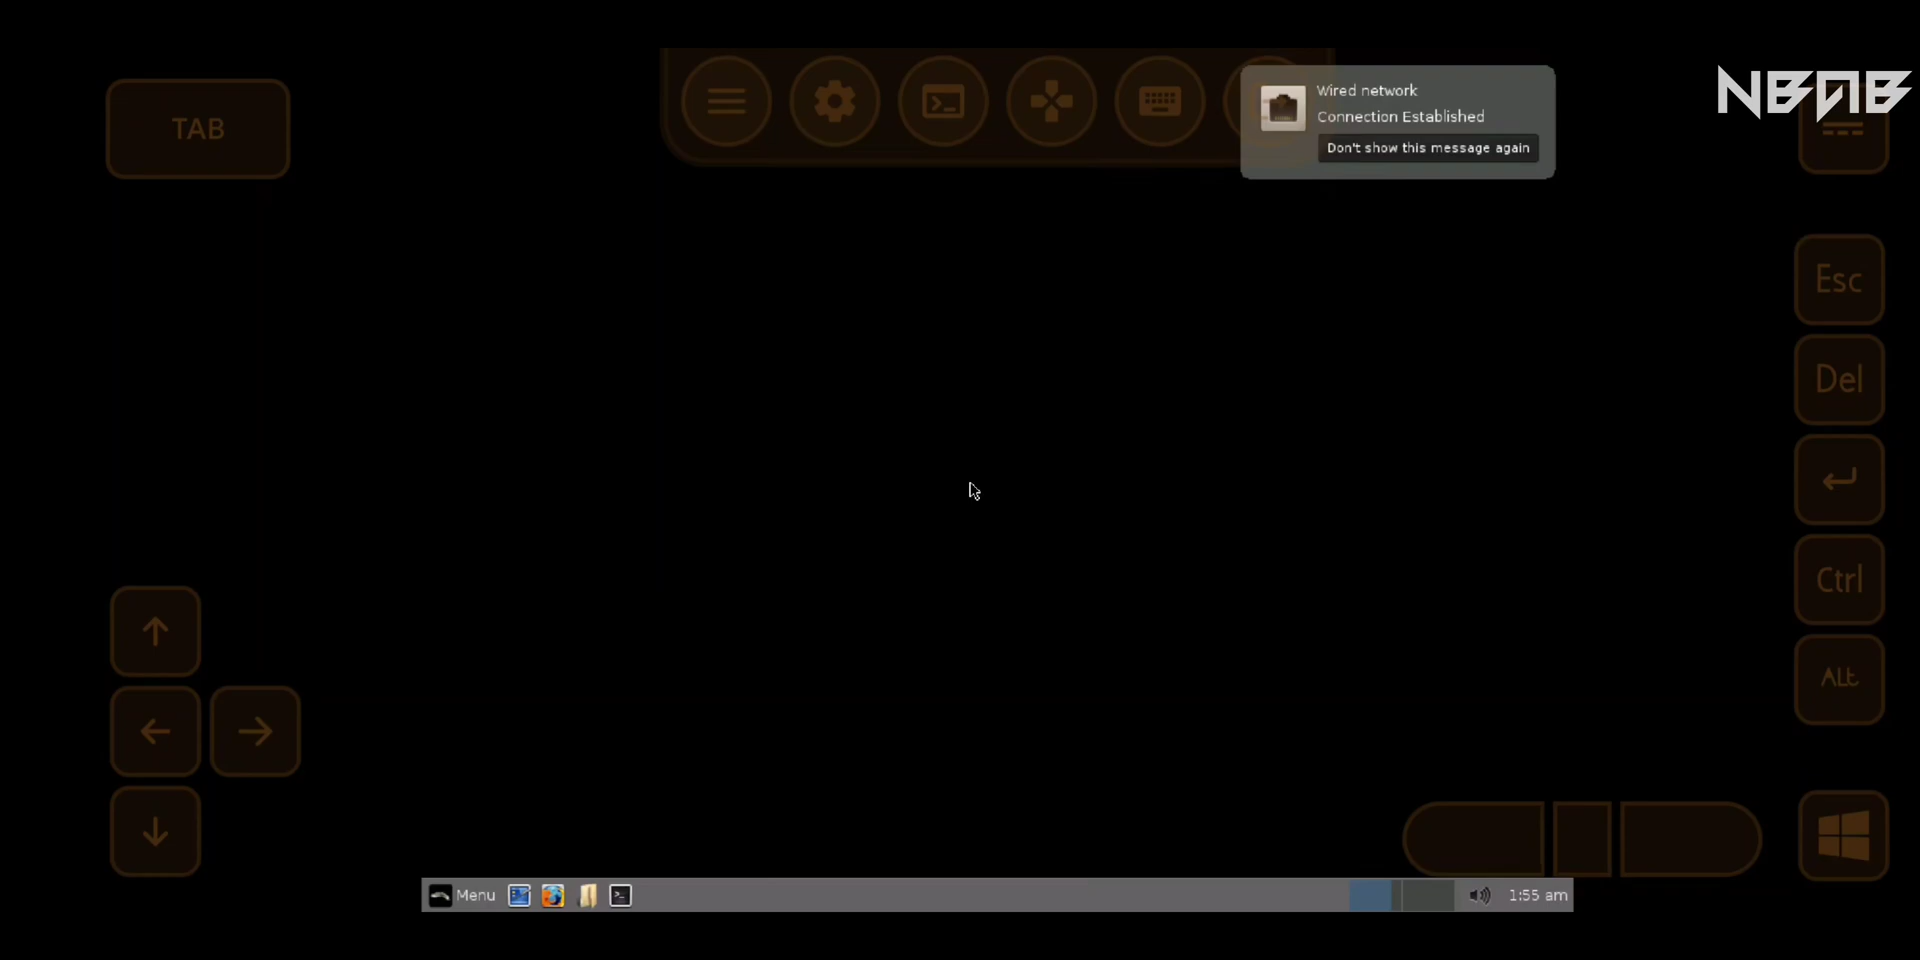 NBNB
TAB
Wired network
Connection Established
Don't show this message again
Esc
Del
Ctrl
ALt
Menu
1:55 am